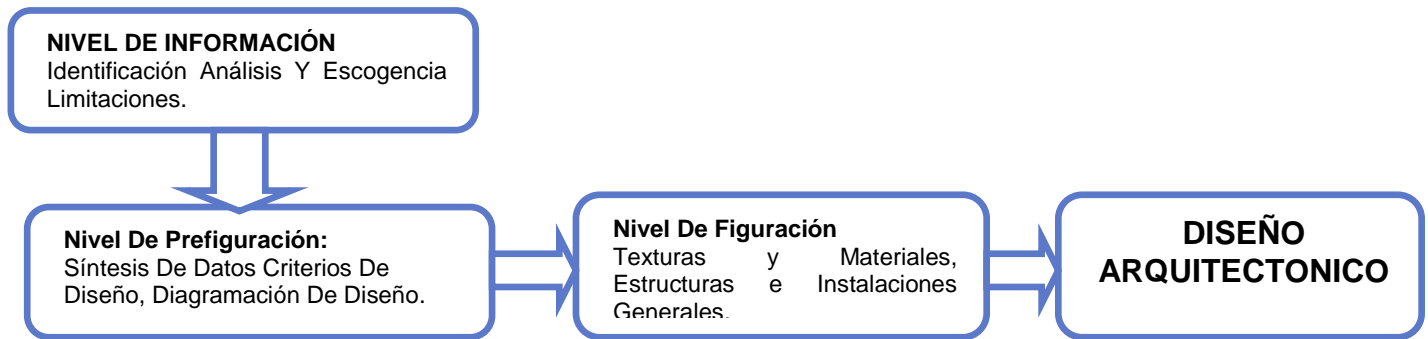 NIVEL DE INFORMACIÓN
Identificación Análisis Y Escogencia
Limitaciones.
Nivel De Prefiguración:
Síntesis De Datos Criterios De
Diseño, Diagramación De Diseño.
Nivel De Figuración
Texturas y Materiales,
Estructuras e Instalaciones
Generales.
DISEÑO
ARQUITECTONICO